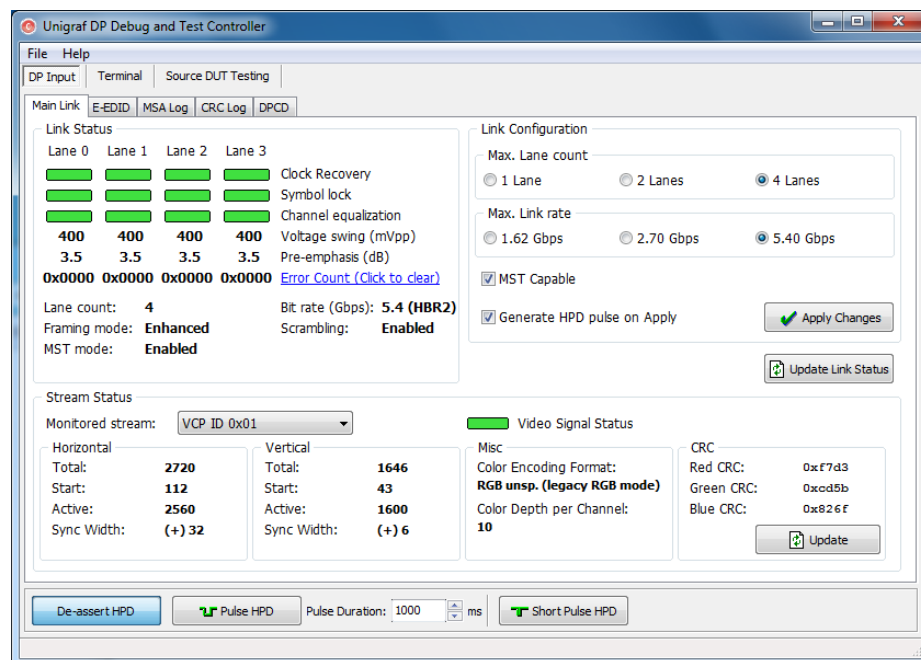 Unigraf DP Debug and Test Controller
File Help
DP Input Terminal Source DUT Testing
Main Link E-EDID MSA Log CRC Log DPCD
Link Status
Lane 0 Lane 1 Lane 2 Lane 3
Clock Recovery
Symbol lock
Channel equalization
400 400 400 400 Voltage swing (mVpp)
3.5 3.5 3.5 3.5 Pre-emphasis (dB)
0x0000 0x0000 0x0000 0x0000 Error Count (Click to clear)
Lane count: 4 Bit rate (Gbps): 5.4 (HBR2)
Framing mode: Enhanced Scrambling: Enabled
MST mode: Enabled
Link Configuration
Max. Lane count
1 Lane 2 Lanes 4 Lanes
Max. Link rate
1.62 Gbps 2.70 Gbps 5.40 Gbps
MST Capable
Generate HPD pulse on Apply Apply Changes
Update Link Status
Stream Status
Monitored stream: VCP ID 0x01 Video Signal Status
Horizontal
Total: 2720
Start: 112
Active: 2560
Sync Width: (+) 32
Vertical
Total: 1646
Start: 43
Active: 1600
Sync Width: (+) 6
Misc
Color Encoding Format:
RGB unsp. (legacy RGB mode)
Color Depth per Channel:
10
CRC
Red CRC: 0xf7d3
Green CRC: 0xcd5b
Blue CRC: 0x826f
Update
De-assert HPD Pulse HPD Pulse Duration: 1000 ms Short Pulse HPD